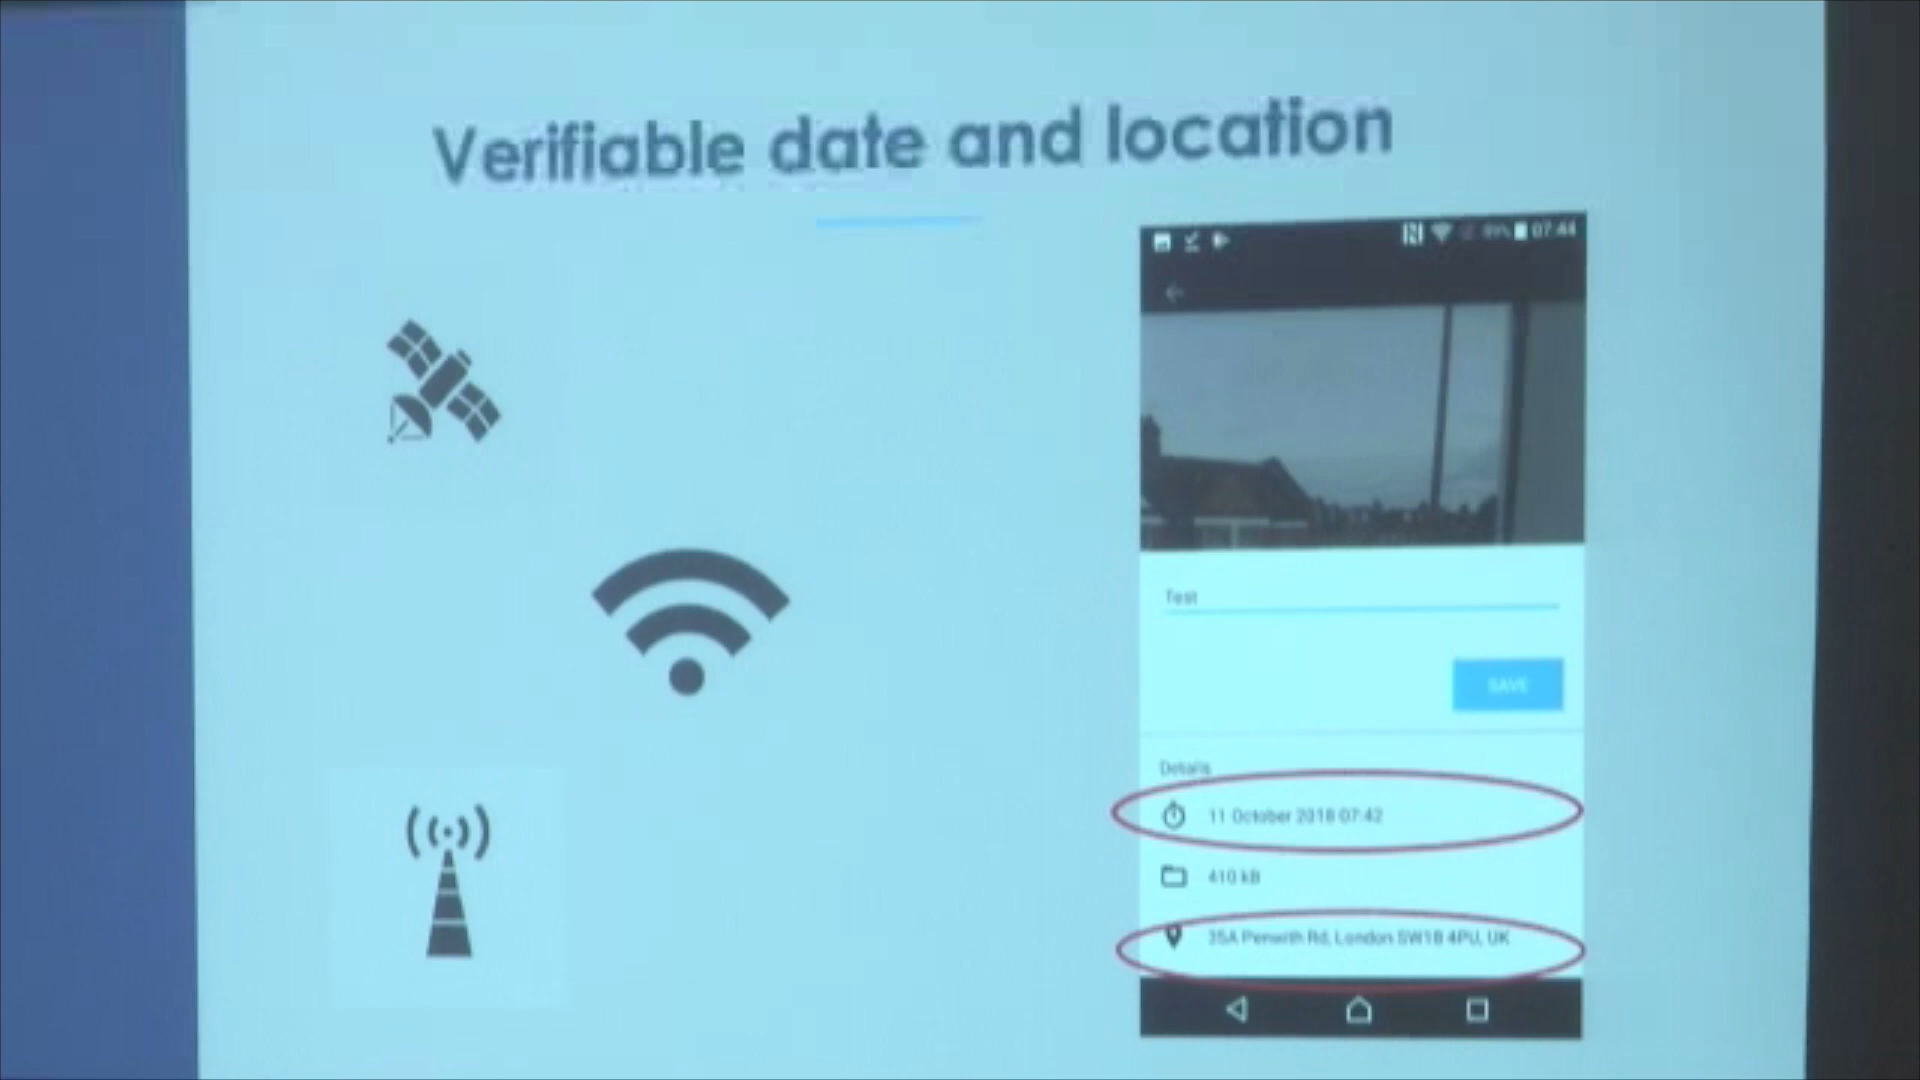 Verifiable date and location
07:44
Test
SAVE
Details
11 October 2018 07:42
410 kB
35A Penwith Rd, London SW18 4PU, UK